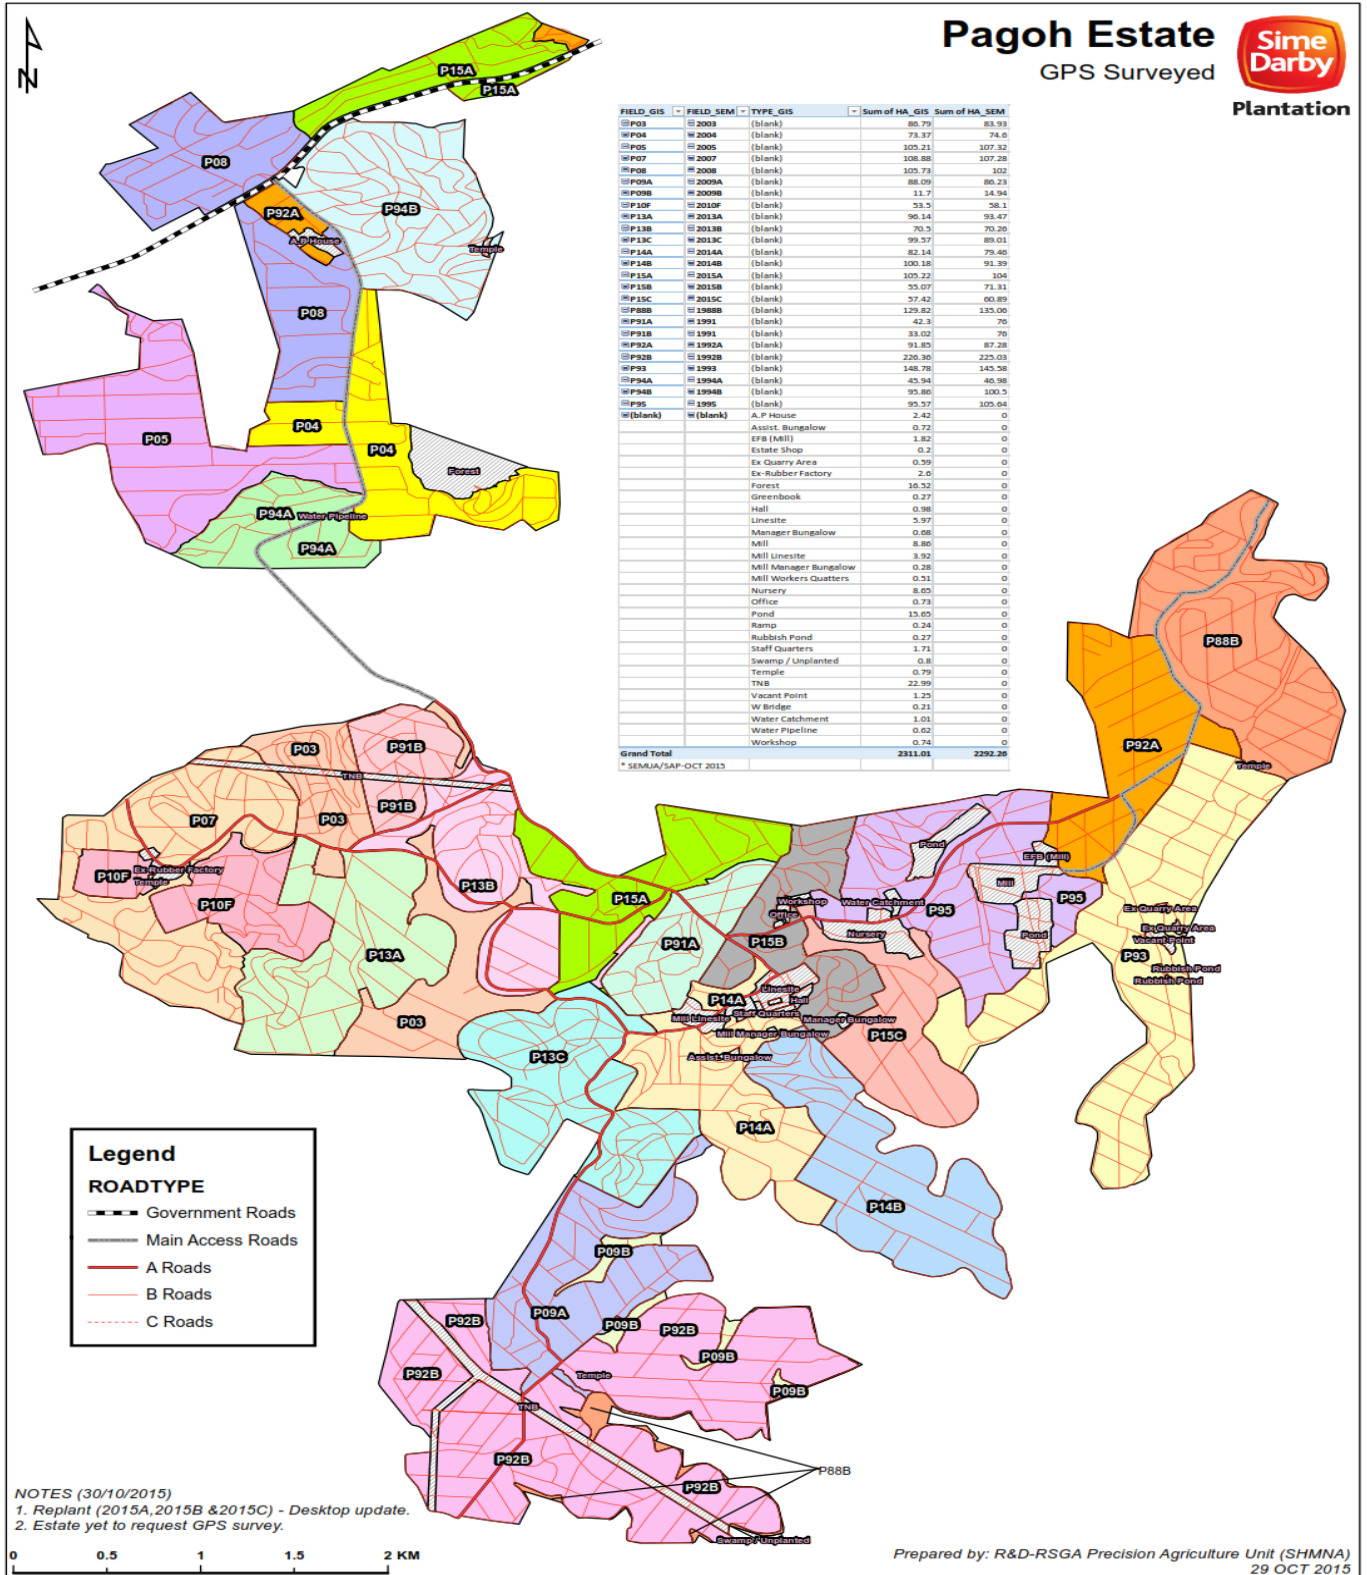 Pagoh Estate
GPS Surveyed
Sime
Darby
Plantation
N
FIELD_GIS FIELD_SEM TYPE_GIS Sum of HA_GIS Sum of HA_SEM
P03 2003 (blank) 86.79 83.93
P04 2004 (blank) 73.37 74.6
P05 2005 (blank) 105.21 107.32
P07 2007 (blank) 108.88 107.28
P08 2008 (blank) 105.73 102
P09A 2009A (blank) 88.09 86.23
P09B 2009B (blank) 11.7 14.94
P10F 2010F (blank) 53.5 58.1
P13A 2013A (blank) 96.14 93.47
P13B 2013B (blank) 70.5 70.26
P13C 2013C (blank) 99.57 89.01
P14A 2014A (blank) 82.14 79.46
P14B 2014B (blank) 100.18 91.39
P15A 2015A (blank) 105.22 104
P15B 2015B (blank) 55.07 71.31
P15C 2015C (blank) 57.42 60.89
P88B 1988B (blank) 129.82 135.06
P91A 1991 (blank) 42.3 76
P91B 1991 (blank) 33.02 76
P92A 1992A (blank) 91.85 87.28
P92B 1992B (blank) 226.36 225.03
P93 1993 (blank) 148.78 145.58
P94A 1994A (blank) 45.94 46.98
P94B 1994B (blank) 95.86 100.5
P95 1995 (blank) 95.57 105.64
(blank) (blank) A.P House 2.42 0
Assist. Bungalow 0.72 0
EFB (Mill) 1.82 0
Estate Shop 0.2 0
Ex Quarry Area 0.59 0
Ex-Rubber Factory 2.6 0
Forest 16.52 0
Greenbook 0.27 0
Hall 0.98 0
Linesite 5.97 0
Manager Bungalow 0.68 0
Mill 8.86 0
Mill Linesite 3.92 0
Mill Manager Bungalow 0.28 0
Mill Workers Quatters 0.51 0
Nursery 8.65 0
Office 0.73 0
Pond 15.65 0
Ramp 0.24 0
Rubbish Pond 0.27 0
Staff Quarters 1.71 0
Swamp / Unplanted 0.8 0
Temple 0.79 0
TNB 22.99 0
Vacant Point 1.25 0
W Bridge 0.21 0
Water Catchment 1.01 0
Water Pipeline 0.62 0
Workshop 0.74 0
Grand Total 2311.01 2292.26
* SEMUA/SAP-OCT 2015
P15A
P15A
P08
P94B
P92A
A.P House
Temple
P08
P04
P05
P04
Forest
P94A
Water Pipeline
P94A
P88B
P03
P91B
P92A
Temple
TNB
P91B
P07
P03
Pond
EFB (Mill)
Ex-Rubber Factory
P10F
Temple
P13B
Mill
P15A
P95
Workshop
Water Catchment
P10F
Office
P95
Ex Quarry Area
Ex Quarry Area
Nursery
Pond
P91A
P15B
Vacant Point
P13A
P93
Rubbish Pond
Rubbish Pond
Linesite
P14A
Hall
Staff Quarters
Mill Linesite
Manager Bungalow
P03
Mill Manager Bungalow
P15C
P13C
Assist. Bungalow
P14A
P14B
Legend
ROADTYPE
Government Roads
Main Access Roads
A Roads
B Roads
C Roads
P09B
P09A
P92B
P09B
P92B
P09B
P92B
Temple
P09B
TNB
P92B
P88B
P92B
Swamp / Unplanted
NOTES (30/10/2015)
1. Replant (2015A,2015B &2015C) - Desktop update.
2. Estate yet to request GPS survey.
0 0.5 1 1.5 2 KM
Prepared by: R&D-RSGA Precision Agriculture Unit (SHMNA)
29 OCT 2015